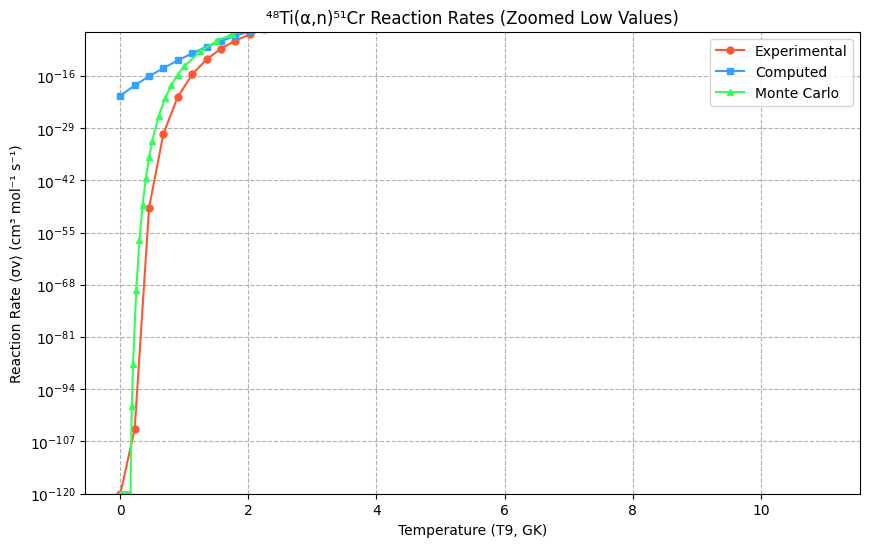 ⁴⁸Ti(α,n)⁵¹Cr Reaction Rates (Zoomed Low Values)
Experimental
Computed
Monte Carlo
Reaction Rate ⟨σv⟩ (cm³ mol⁻¹ s⁻¹)
10⁻¹⁶
10⁻²⁹
10⁻⁴²
10⁻⁵⁵
10⁻⁶⁸
10⁻⁸¹
10⁻⁹⁴
10⁻¹⁰⁷
10⁻¹²⁰
0 2 4 6 8 10
Temperature (T9, GK)